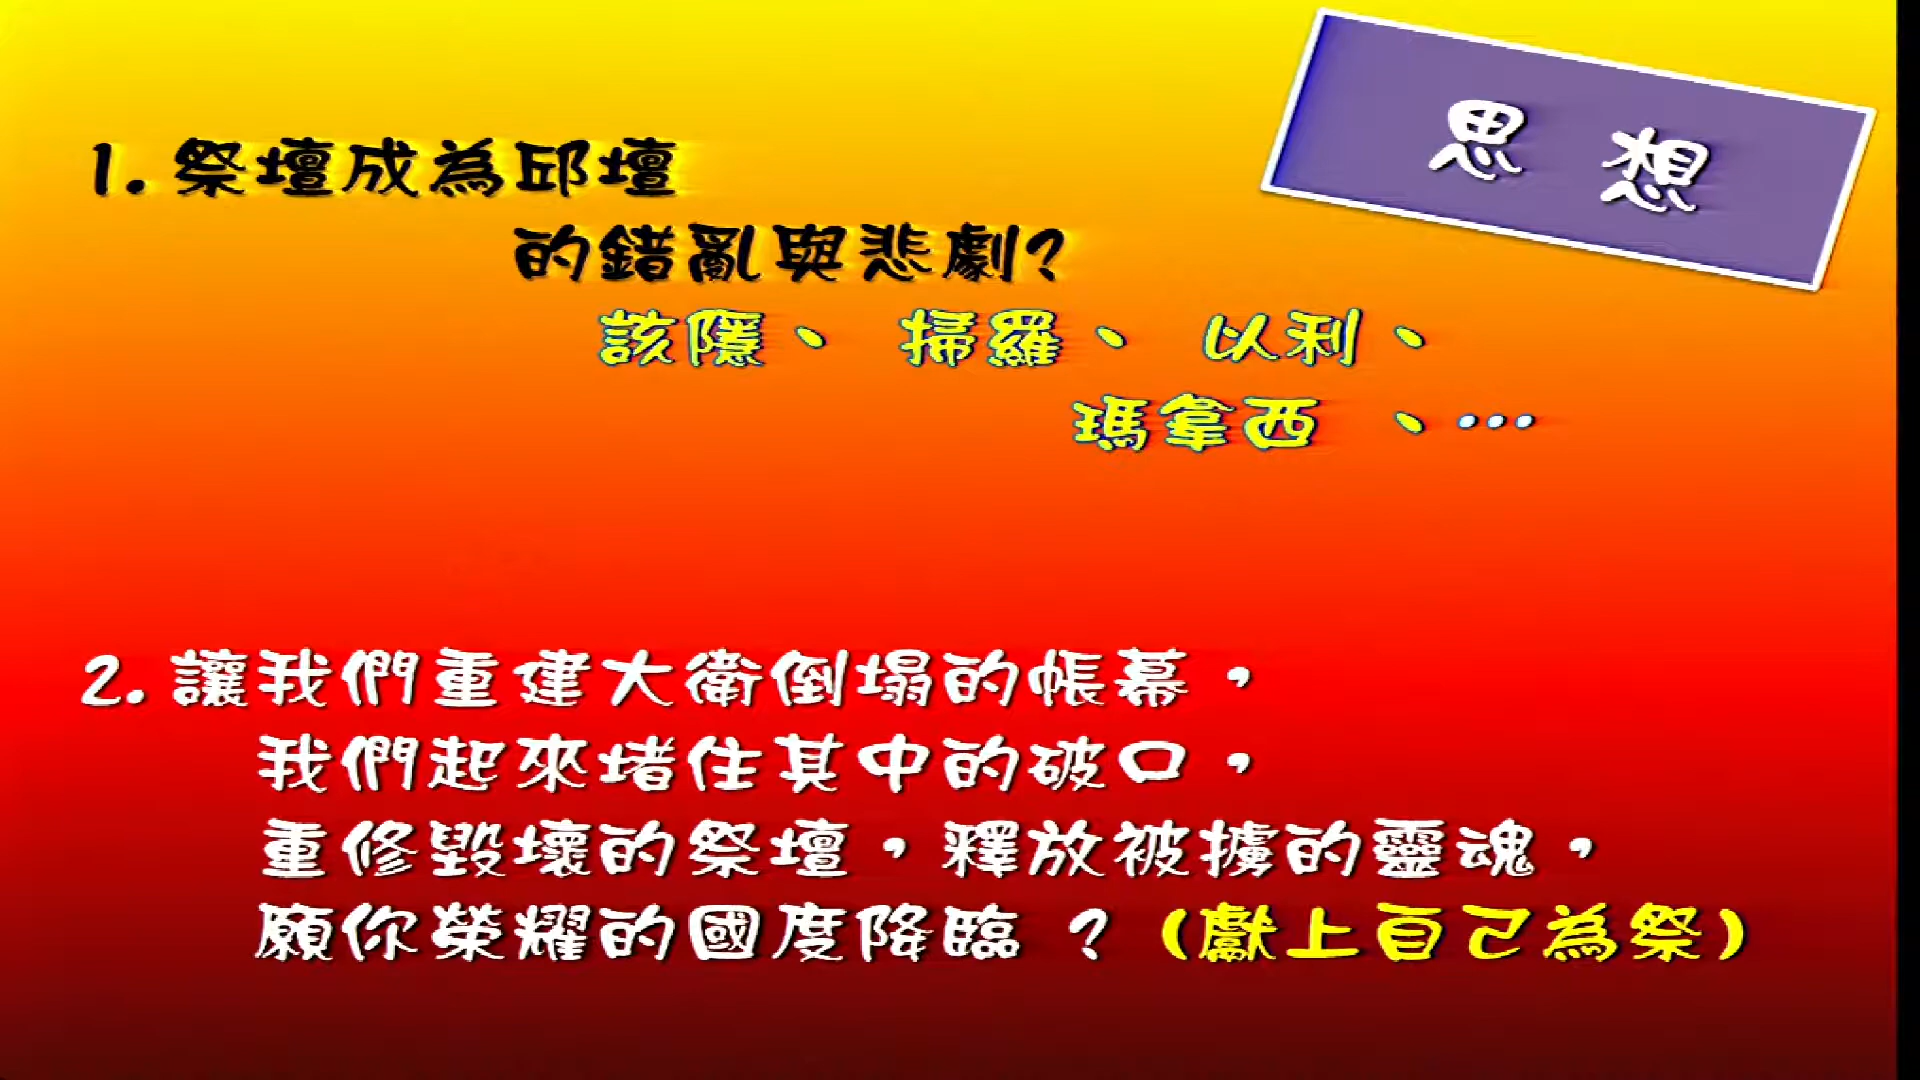 思 想
1. 祭壇成為邱壇
的錯亂與悲劇?
該隱、 掃羅、 以利、
瑪拿西 、…
2. 讓我們重建大衛倒塌的帳幕，
我們起來堵住其中的破口，
重修毀壞的祭壇，釋放被擄的靈魂，
願你榮耀的國度降臨 ?（獻上自己為祭）